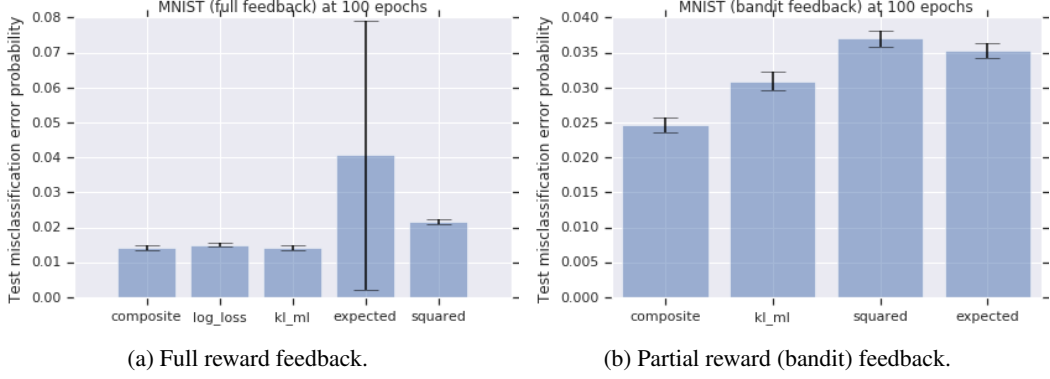 MNIST (full feedback) at 100 epochs
Test misclassification error probability
0.08
0.07
0.06
0.05
0.04
0.03
0.02
0.01
0.00
composite log_loss kl_ml expected squared
(a) Full reward feedback.
MNIST (bandit feedback) at 100 epochs
Test misclassification error probability
0.040
0.035
0.030
0.025
0.020
0.015
0.010
0.005
0.000
composite kl_ml squared expected
(b) Partial reward (bandit) feedback.